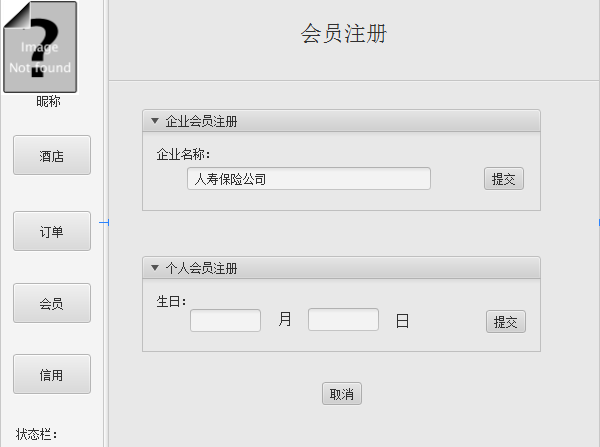 会员注册
Image
Not found
昵称
酒店
订单
会员
信用
状态栏：
企业会员注册
企业名称：
人寿保险公司
提交
个人会员注册
生日：
月 日
提交
取消